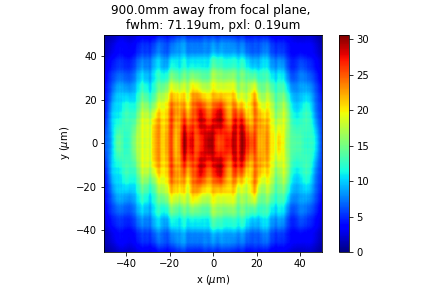 900.0mm away from focal plane,
fwhm: 71.19um, pxl: 0.19um
40
20
0
−20
−40
y (μm)
−40 −20 0 20 40
x (μm)
30
25
20
15
10
5
0